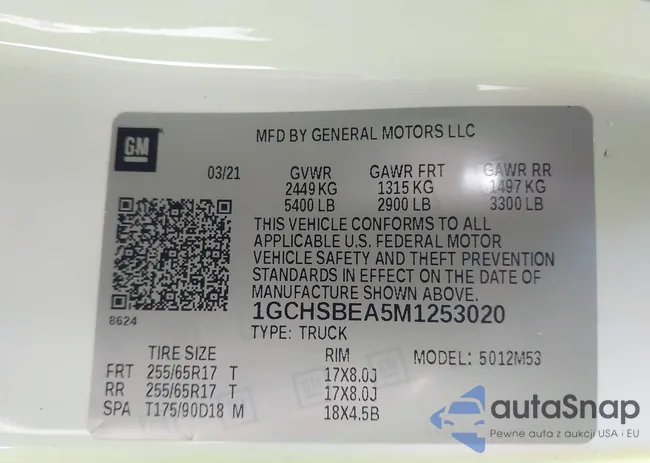 GM
MFD BY GENERAL MOTORS LLC
03/21 GVWR GAWR FRT GAWR RR
2449 KG 1315 KG 1497 KG
5400 LB 2900 LB 3300 LB
THIS VEHICLE CONFORMS TO ALL
APPLICABLE U.S. FEDERAL MOTOR
VEHICLE SAFETY AND THEFT PREVENTION
STANDARDS IN EFFECT ON THE DATE OF
MANUFACTURE SHOWN ABOVE.
8624
1GCHSBEA5M1253020
TYPE: TRUCK
TIRE SIZE RIM MODEL: 5012M53
FRT 255/65R17 T 17X8.0J
RR 255/65R17 T 17X8.0J
SPA T175/90D18 M 18X4.5B
autaSnap
Pewne auta z aukcji USA i EU